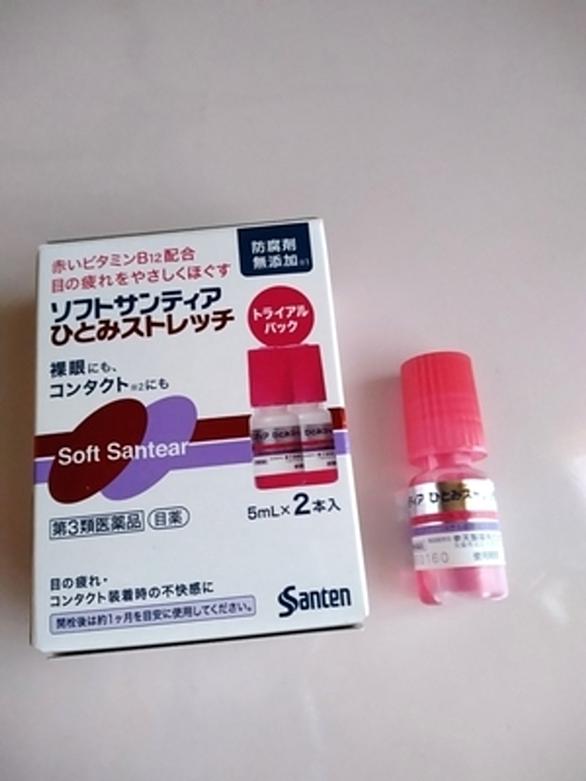 赤いビタミンB12配合
目の疲れをやさしくほぐす
防腐剤
無添加※1
ソフトサンティア
ひとみストレッチ
トライアル
パック
裸眼にも、
コンタクト※2にも
Soft Santear
5mL×2本入
第3類医薬品 目薬
目の疲れ・
コンタクト装着時の不快感に
開栓後は約1ヶ月を目安に使用してください。
Santen
ティア ひとみスト